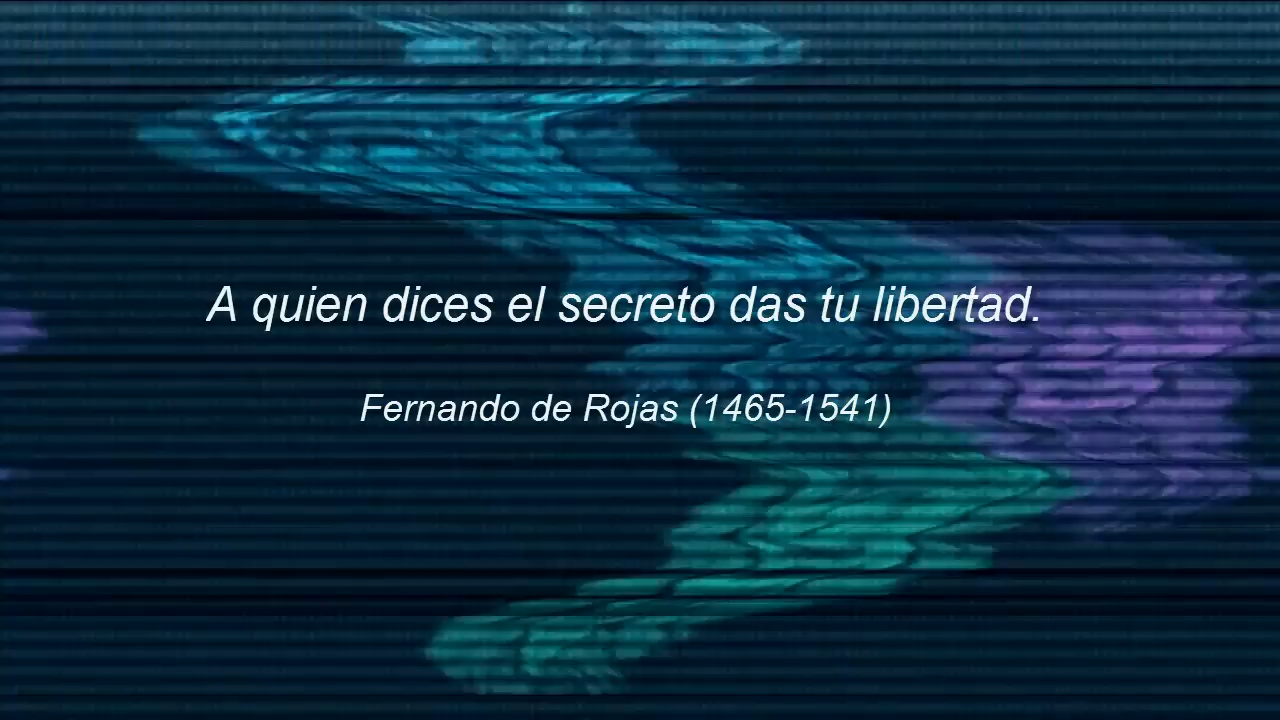 A quien dices el secreto das tu libertad.
Fernando de Rojas (1465-1541)